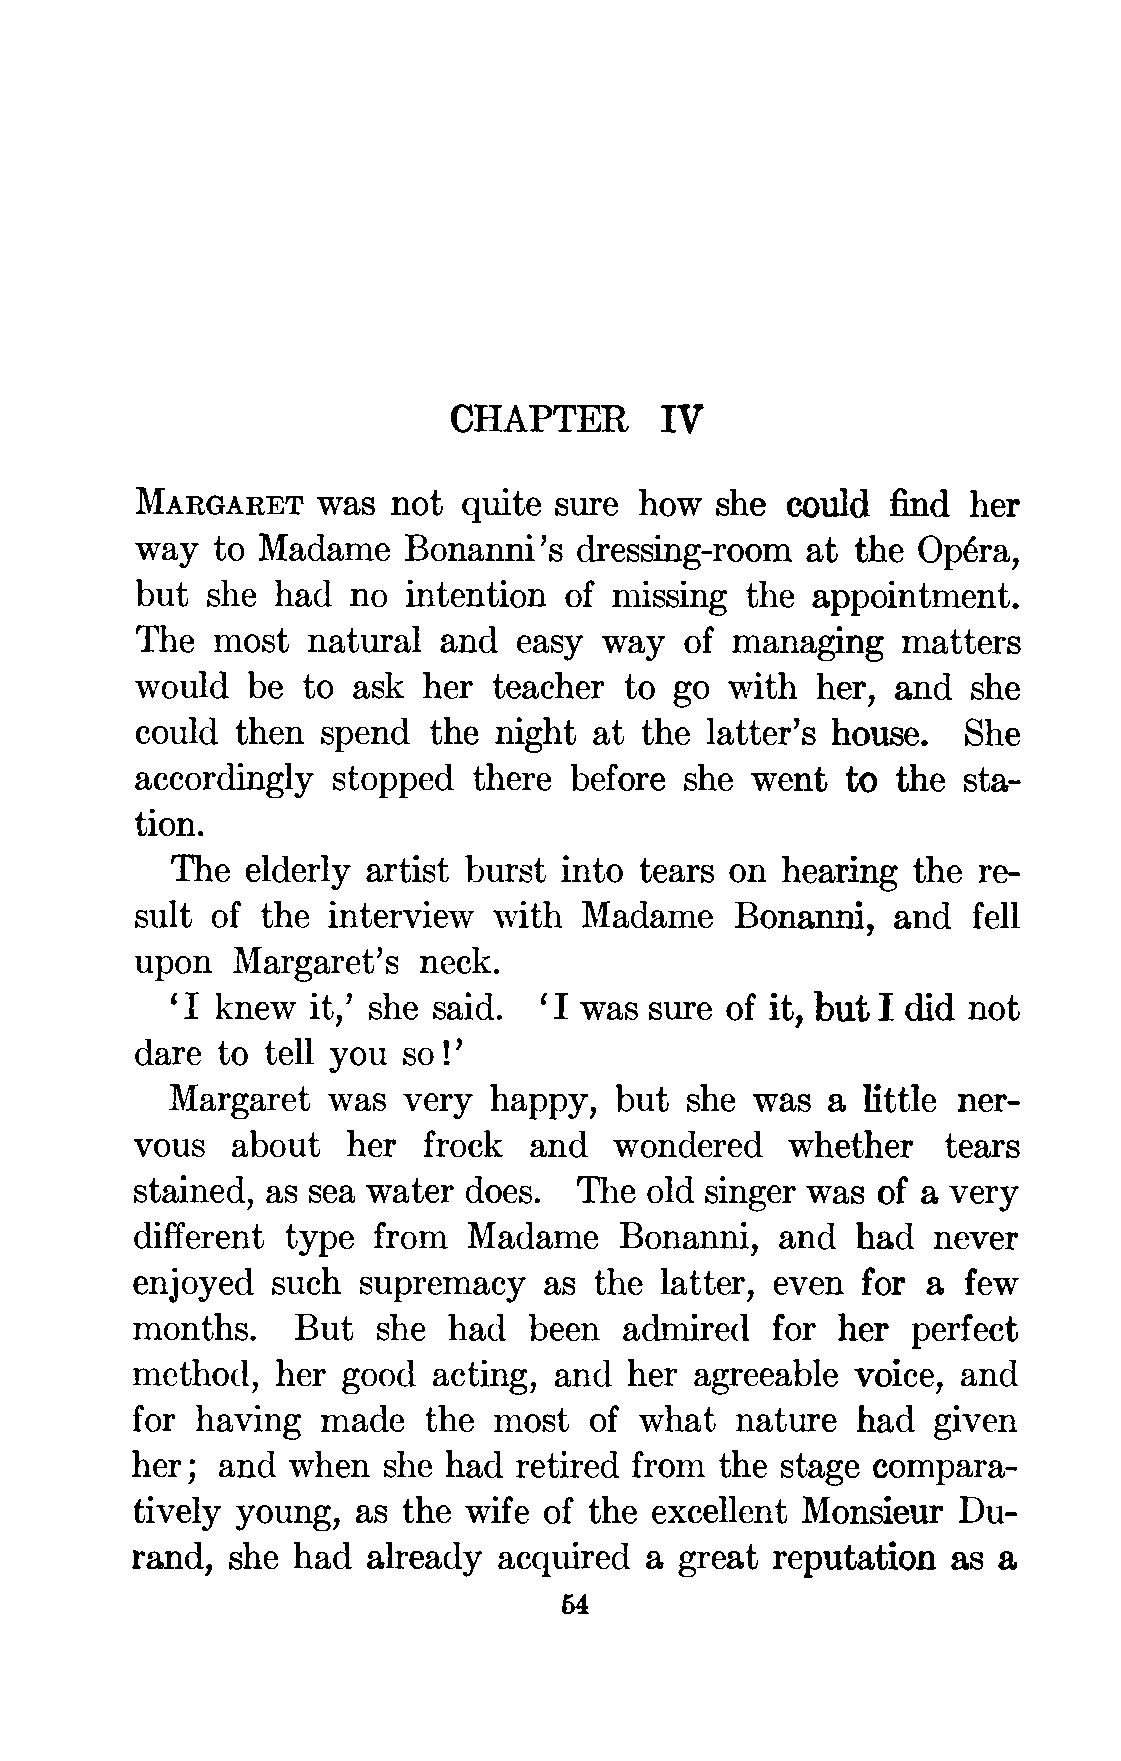 CHAPTER IV
MARGARET was not quite sure how she could find her
way to Madame Bonanni's dressing-room at the Opéra,
but she had no intention of missing the appointment.
The most natural and easy way of managing matters
would be to ask her teacher to go with her, and she
could then spend the night at the latter's house. She
accordingly stopped there before she went to the sta-
tion.
The elderly artist burst into tears on hearing the re-
sult of the interview with Madame Bonanni, and fell
upon Margaret's neck.
'I knew it,' she said. 'I was sure of it, but I did not
dare to tell you so!'
Margaret was very happy, but she was a little ner-
vous about her frock and wondered whether tears
stained, as sea water does. The old singer was of a very
different type from Madame Bonanni, and had never
enjoyed such supremacy as the latter, even for a few
months. But she had been admired for her perfect
method, her good acting, and her agreeable voice, and
for having made the most of what nature had given
her; and when she had retired from the stage compara-
tively young, as the wife of the excellent Monsieur Du-
rand, she had already acquired a great reputation as a
54